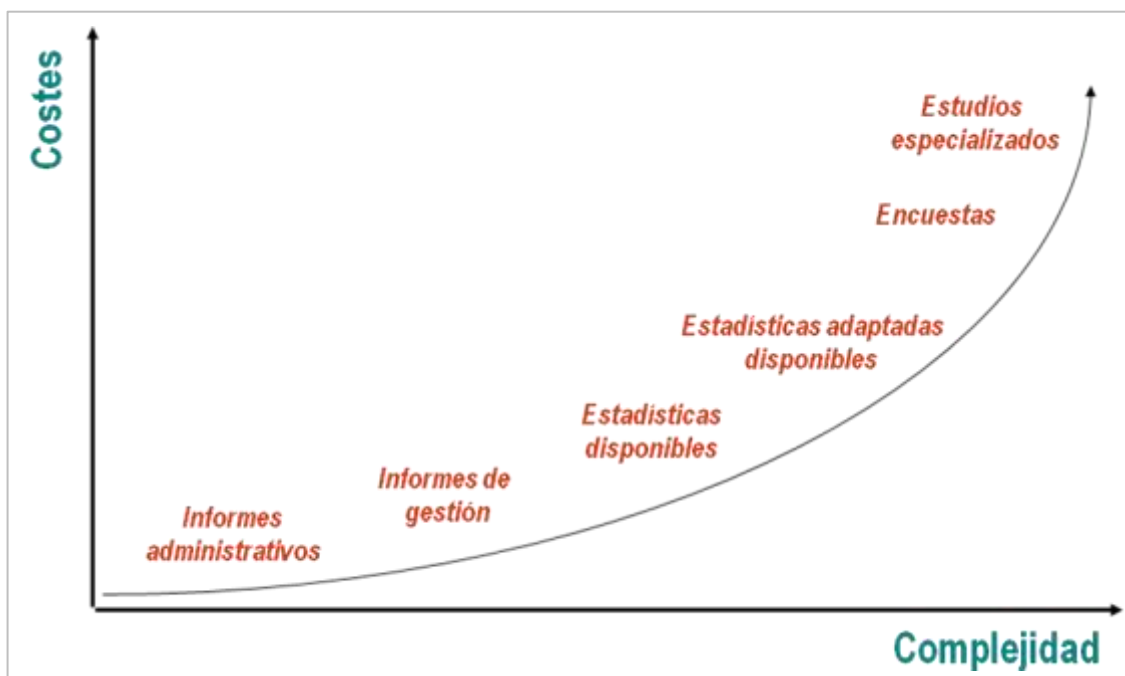 Costes
Estudios
especializados
Encuestas
Estadísticas adaptadas
disponibles
Estadísticas
disponibles
Informes de
gestión
Informes
administrativos
Complejidad